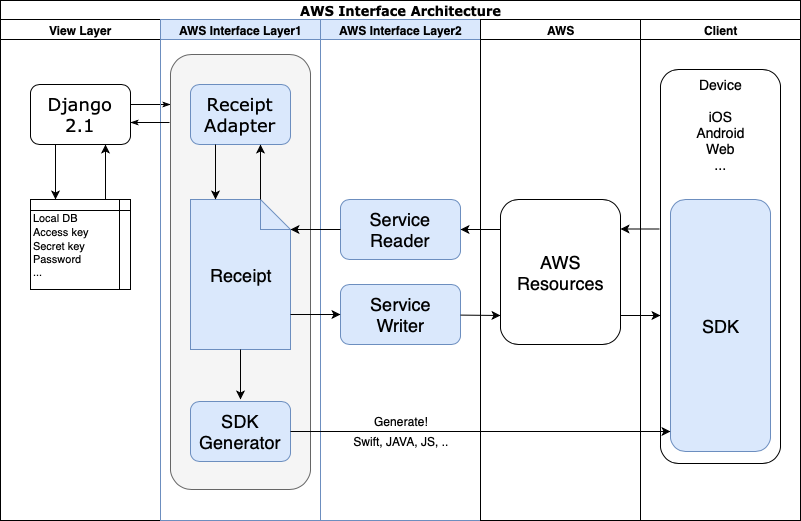 AWS Interface Architecture
View Layer
AWS Interface Layer1
AWS Interface Layer2
AWS
Client
Django
2.1
Local DB
Access key
Secret key
Password
...
Receipt
Adapter
Receipt
SDK
Generator
Service
Reader
Service
Writer
Generate!
Swift, JAVA, JS, ..
AWS
Resources
Device
iOS
Android
Web
...
SDK